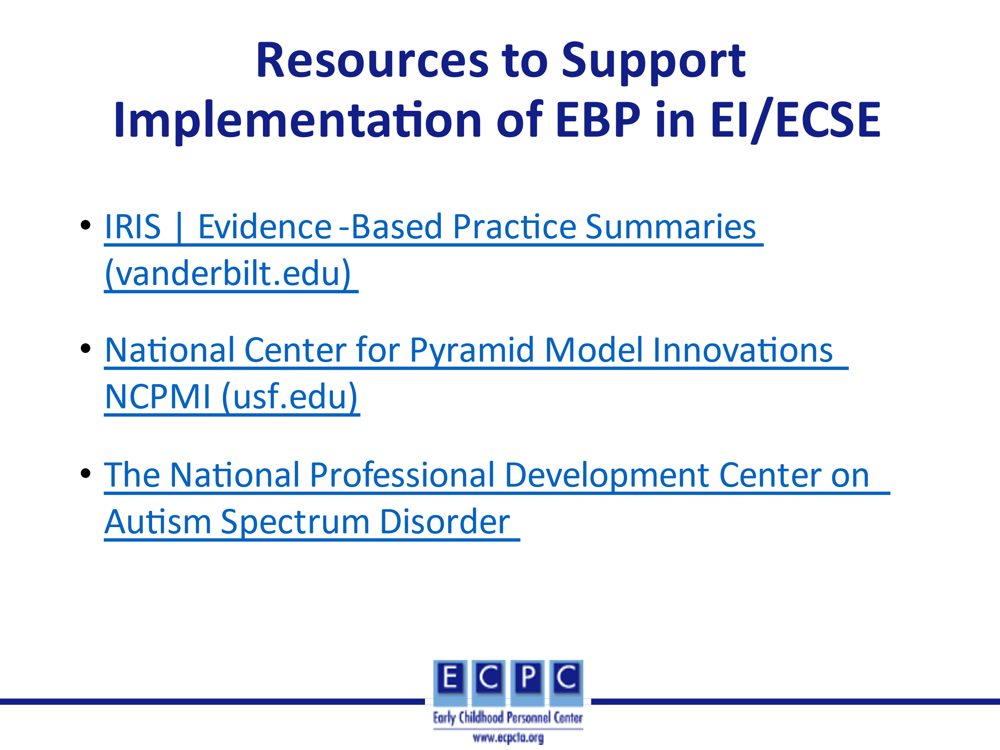 Resources to Support
Implementation of EBP in EI/ECSE
• IRIS | Evidence-Based Practice Summaries
(vanderbilt.edu)
• National Center for Pyramid Model Innovations
NCPMI (usf.edu)
• The National Professional Development Center on
Autism Spectrum Disorder
E C P C
Early Childhood Personnel Center
www.ecpcta.org